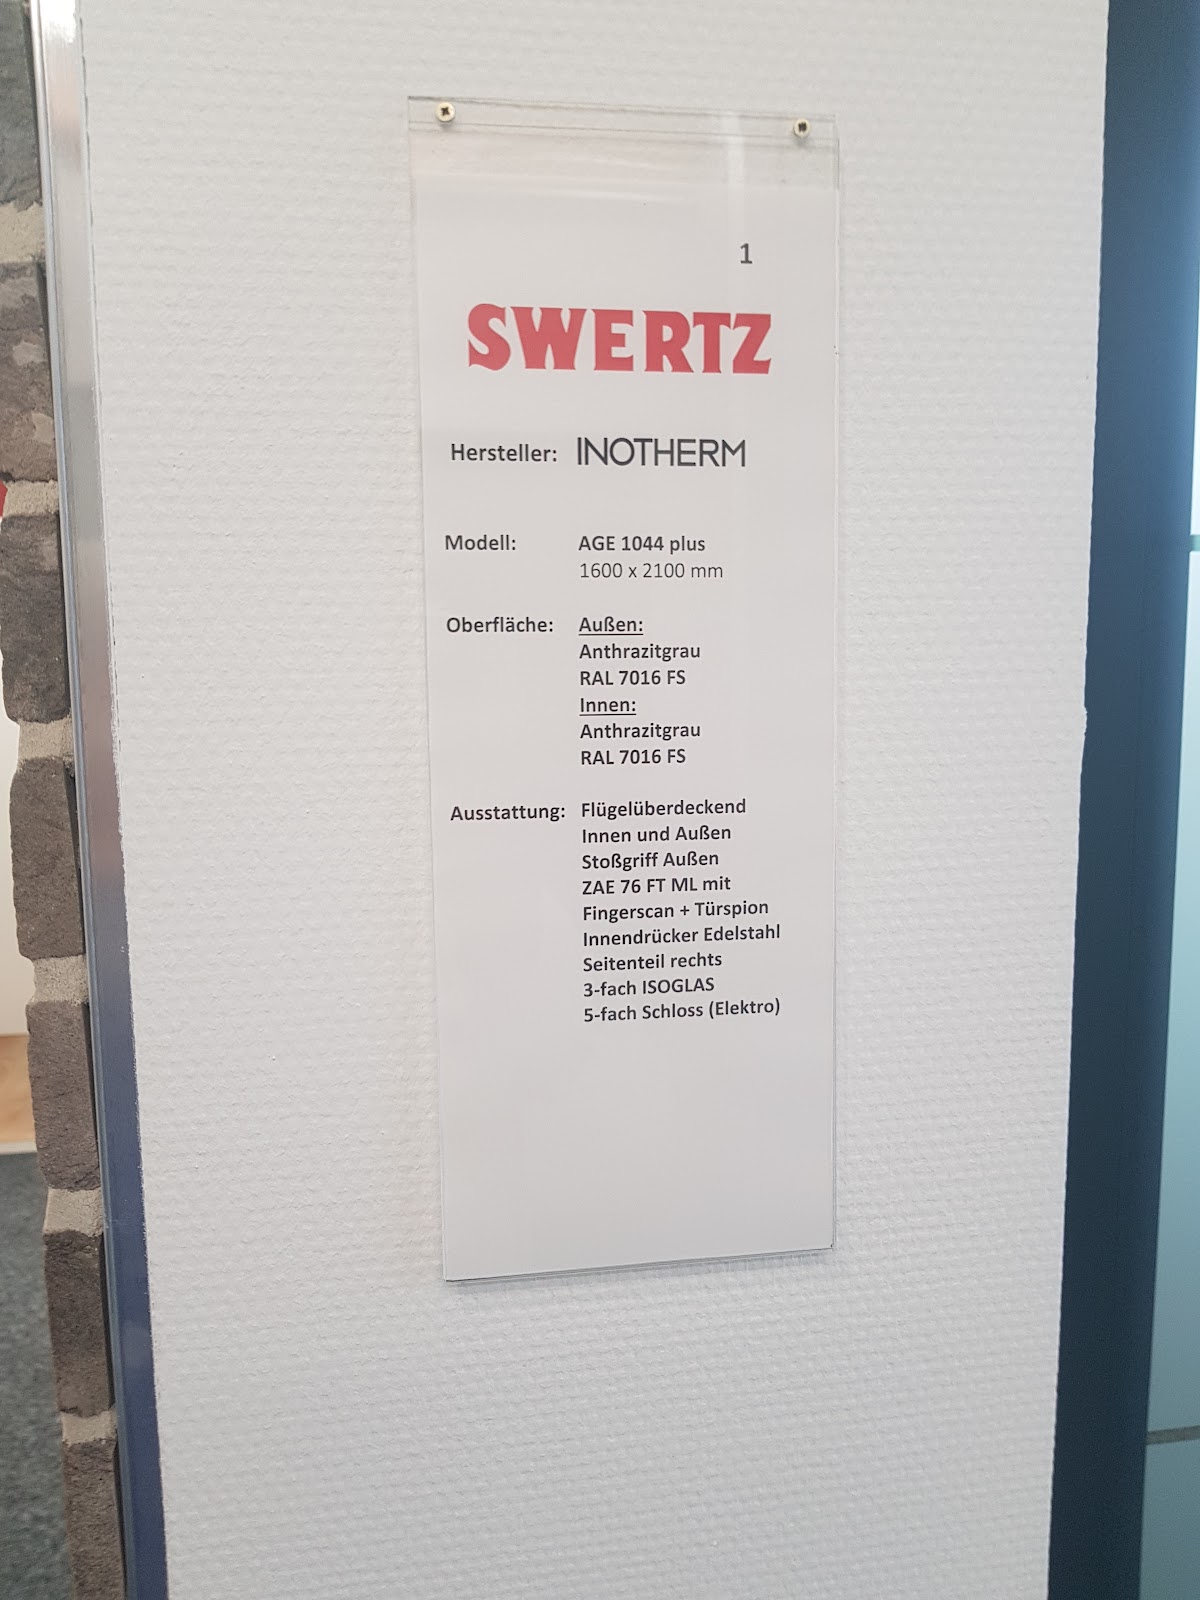 1
SWERTZ
Hersteller: INOTHERM
Modell: AGE 1044 plus
1600 x 2100 mm
Oberfläche: Außen:
Anthrazitgrau
RAL 7016 FS
Innen:
Anthrazitgrau
RAL 7016 FS
Ausstattung: Flügelüberdeckend
Innen und Außen
Stoßgriff Außen
ZAE 76 FT ML mit
Fingerscan + Türspion
Innendrücker Edelstahl
Seitenteil rechts
3-fach ISOGLAS
5-fach Schloss (Elektro)